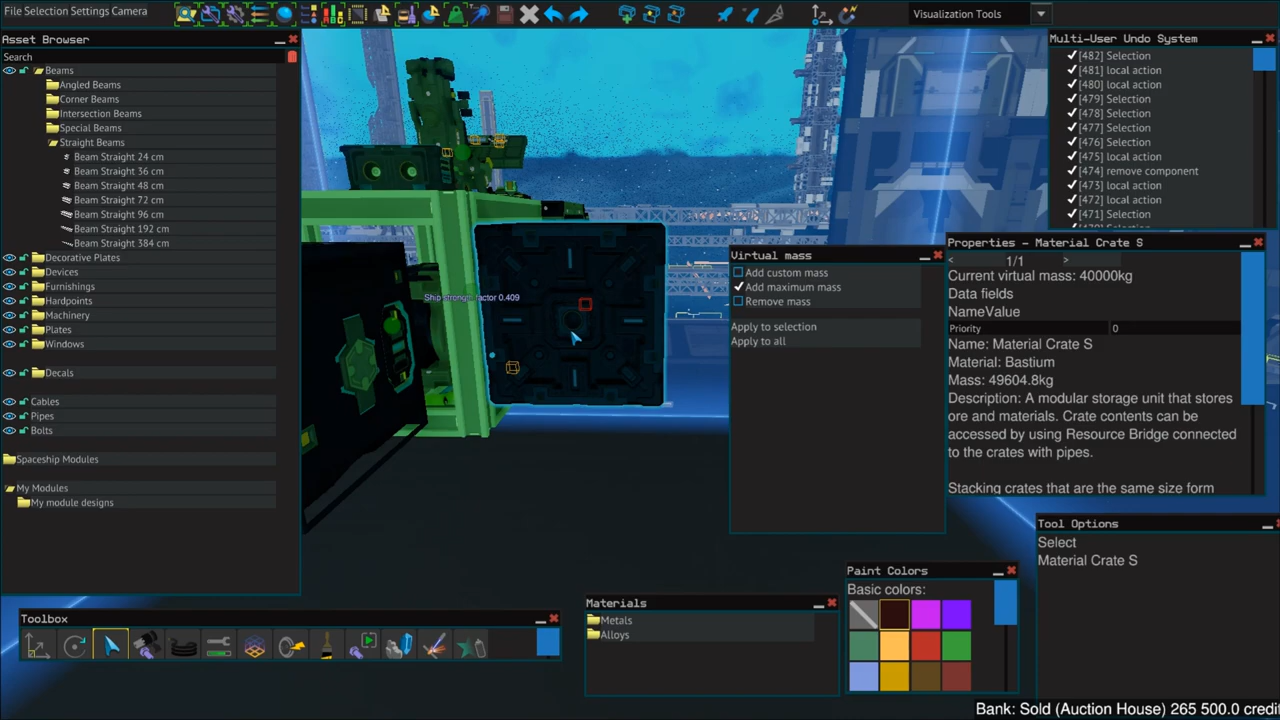 File Selection Settings Camera
Visualization Tools
Asset Browser
Search
Beams
Angled Beams
Corner Beams
Intersection Beams
Special Beams
Straight Beams
Beam Straight 24 cm
Beam Straight 36 cm
Beam Straight 48 cm
Beam Straight 72 cm
Beam Straight 96 cm
Beam Straight 192 cm
Beam Straight 384 cm
Decorative Plates
Devices
Furnishings
Hardpoints
Machinery
Plates
Windows
Decals
Cables
Pipes
Bolts
Spaceship Modules
My Modules
My module designs
Ship strongle factor 0.409
Multi-User Undo System
[482] Selection
[481] local action
[480] local action
[479] Selection
[478] Selection
[477] Selection
[476] Selection
[475] local action
[474] remove component
[473] local action
[472] local action
[471] Selection
Virtual mass
Add custom mass
Add maximum mass
Remove mass
Apply to selection
Apply to all
Properties - Material Crate S
< 1/1 >
Current virtual mass: 40000kg
Data fields
NameValue
Priority 0
Name: Material Crate S
Material: Bastium
Mass: 49604.8kg
Description: A modular storage unit that stores
ore and materials. Crate contents can be
accessed by using Resource Bridge connected
to the crates with pipes.
Stacking crates that are the same size form
Tool Options
Select
Material Crate S
Paint Colors
Basic colors:
Materials
Metals
Alloys
Toolbox
Bank: Sold (Auction House) 265 500.0 credit